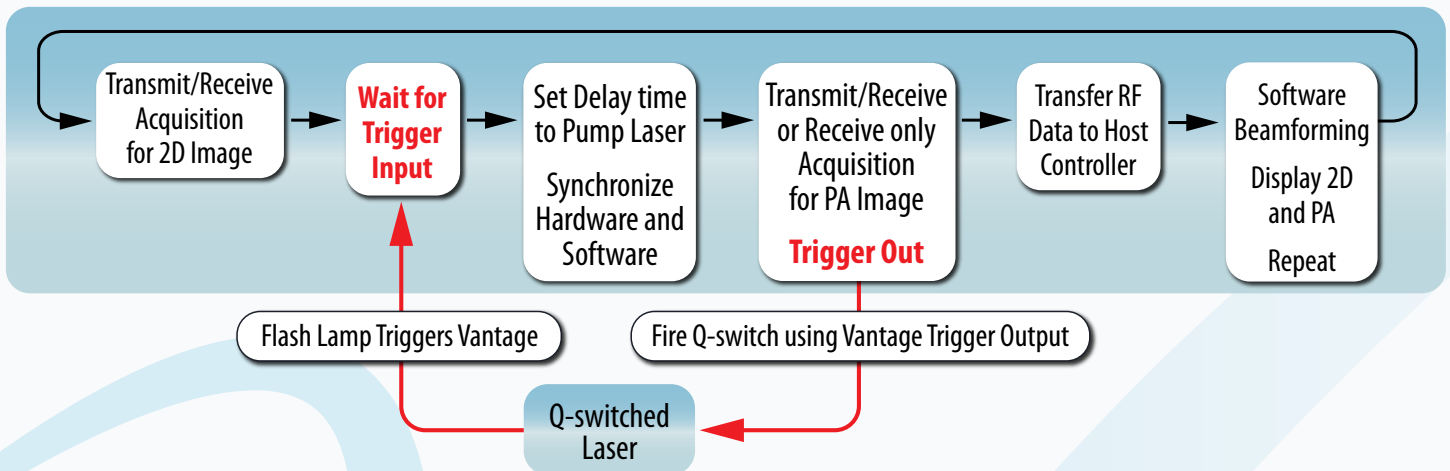 Transmit/Receive
Acquisition
for 2D Image
Wait for
Trigger
Input
Set Delay time
to Pump Laser
Synchronize
Hardware and
Software
Transmit/Receive
or Receive only
Acquisition
for PA Image
Trigger Out
Transfer RF
Data to Host
Controller
Software
Beamforming
Display 2D
and PA
Repeat
Flash Lamp Triggers Vantage
Fire Q-switch using Vantage Trigger Output
Q-switched
Laser